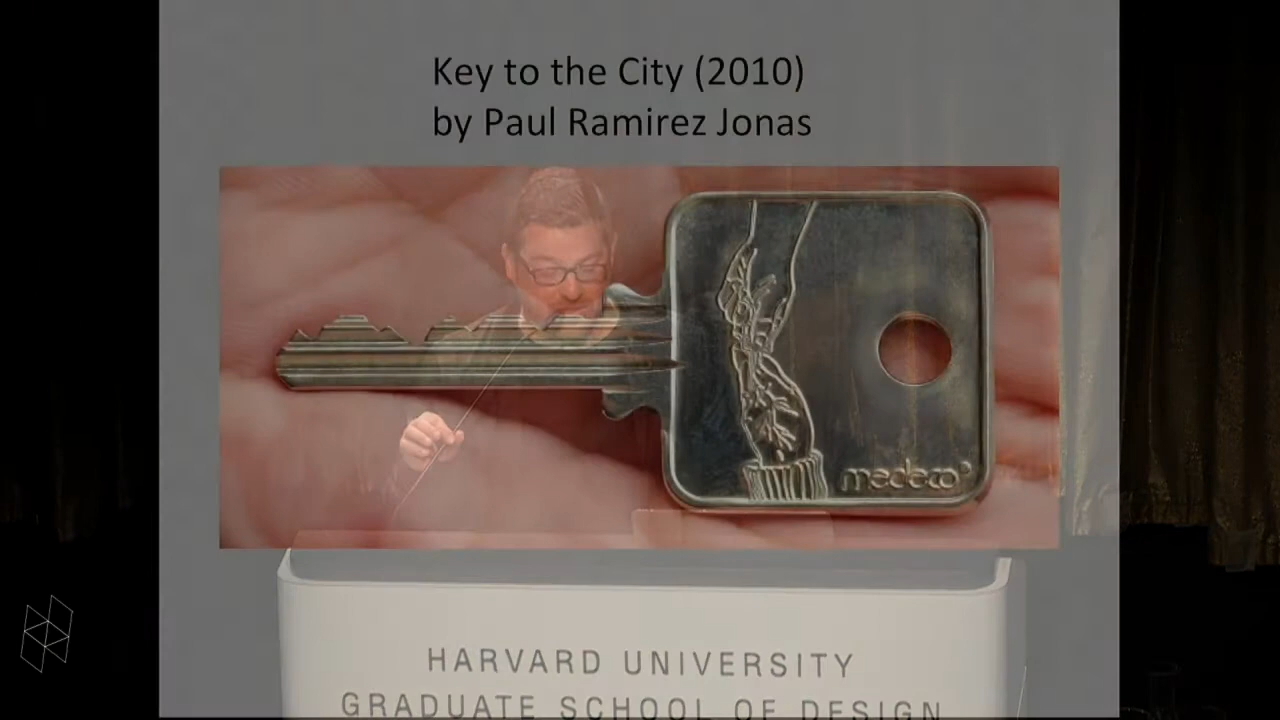 Key to the City (2010)
by Paul Ramirez Jonas
medeco
HARVARD UNIVERSITY
GRADUATE SCHOOL OF DESIGN